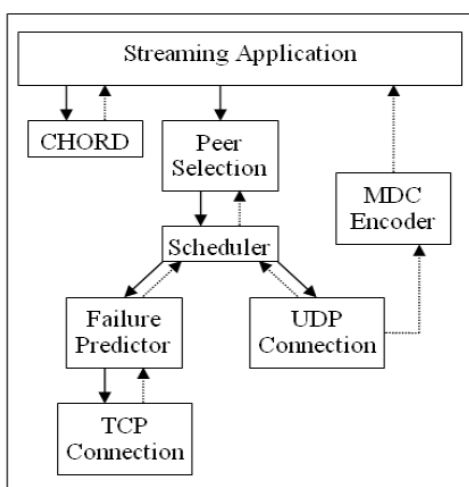 Streaming Application
CHORD
Peer
Selection
MDC
Encoder
Scheduler
Failure
Predictor
UDP
Connection
TCP
Connection